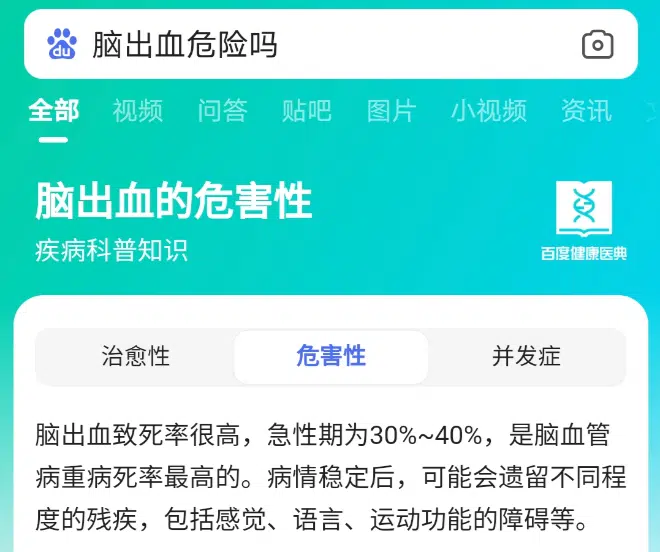 du 脑出血危险吗
全部 视频 问答 贴吧 图片 小视频 资讯
脑出血的危害性
疾病科普知识
百度健康医典
治愈性 危害性 并发症
脑出血致死率很高，急性期为30%~40%，是脑血管
病重病死率最高的。病情稳定后，可能会遗留不同程
度的残疾，包括感觉、语言、运动功能的障碍等。